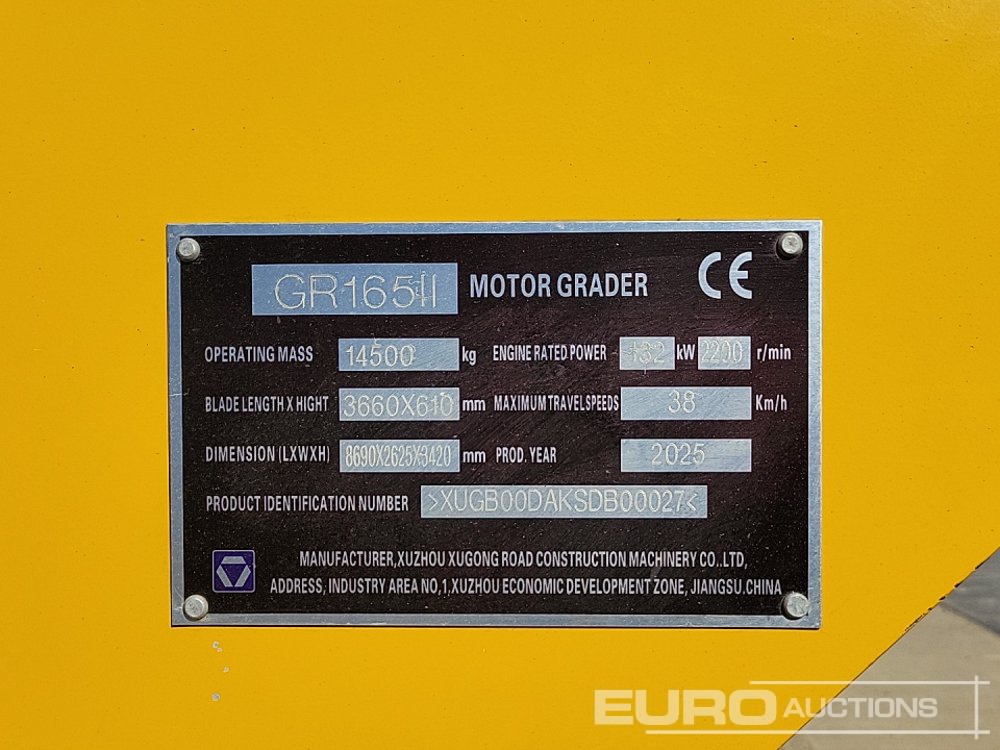 GR165II MOTOR GRADER CE
OPERATING MASS 14500 kg ENGINE RATED POWER 132 kW 2200 r/min
BLADE LENGTH X HIGHT 3660X610 mm MAXIMUM TRAVELSPEEDS 38 Km/h
DIMENSION (LXWXH) 8690X2625X3420 mm PROD. YEAR 2025
PRODUCT IDENTIFICATION NUMBER >XUGB00DAKSDB00027<
MANUFACTURER,XUZHOU XUGONG ROAD CONSTRUCTION MACHINERY CO..LTD,
ADDRESS, INDUSTRY AREA NO,1,XUZHOU ECONOMIC DEVELOPMENT ZONE, JIANGSU.CHINA
EURO AUCTIONS